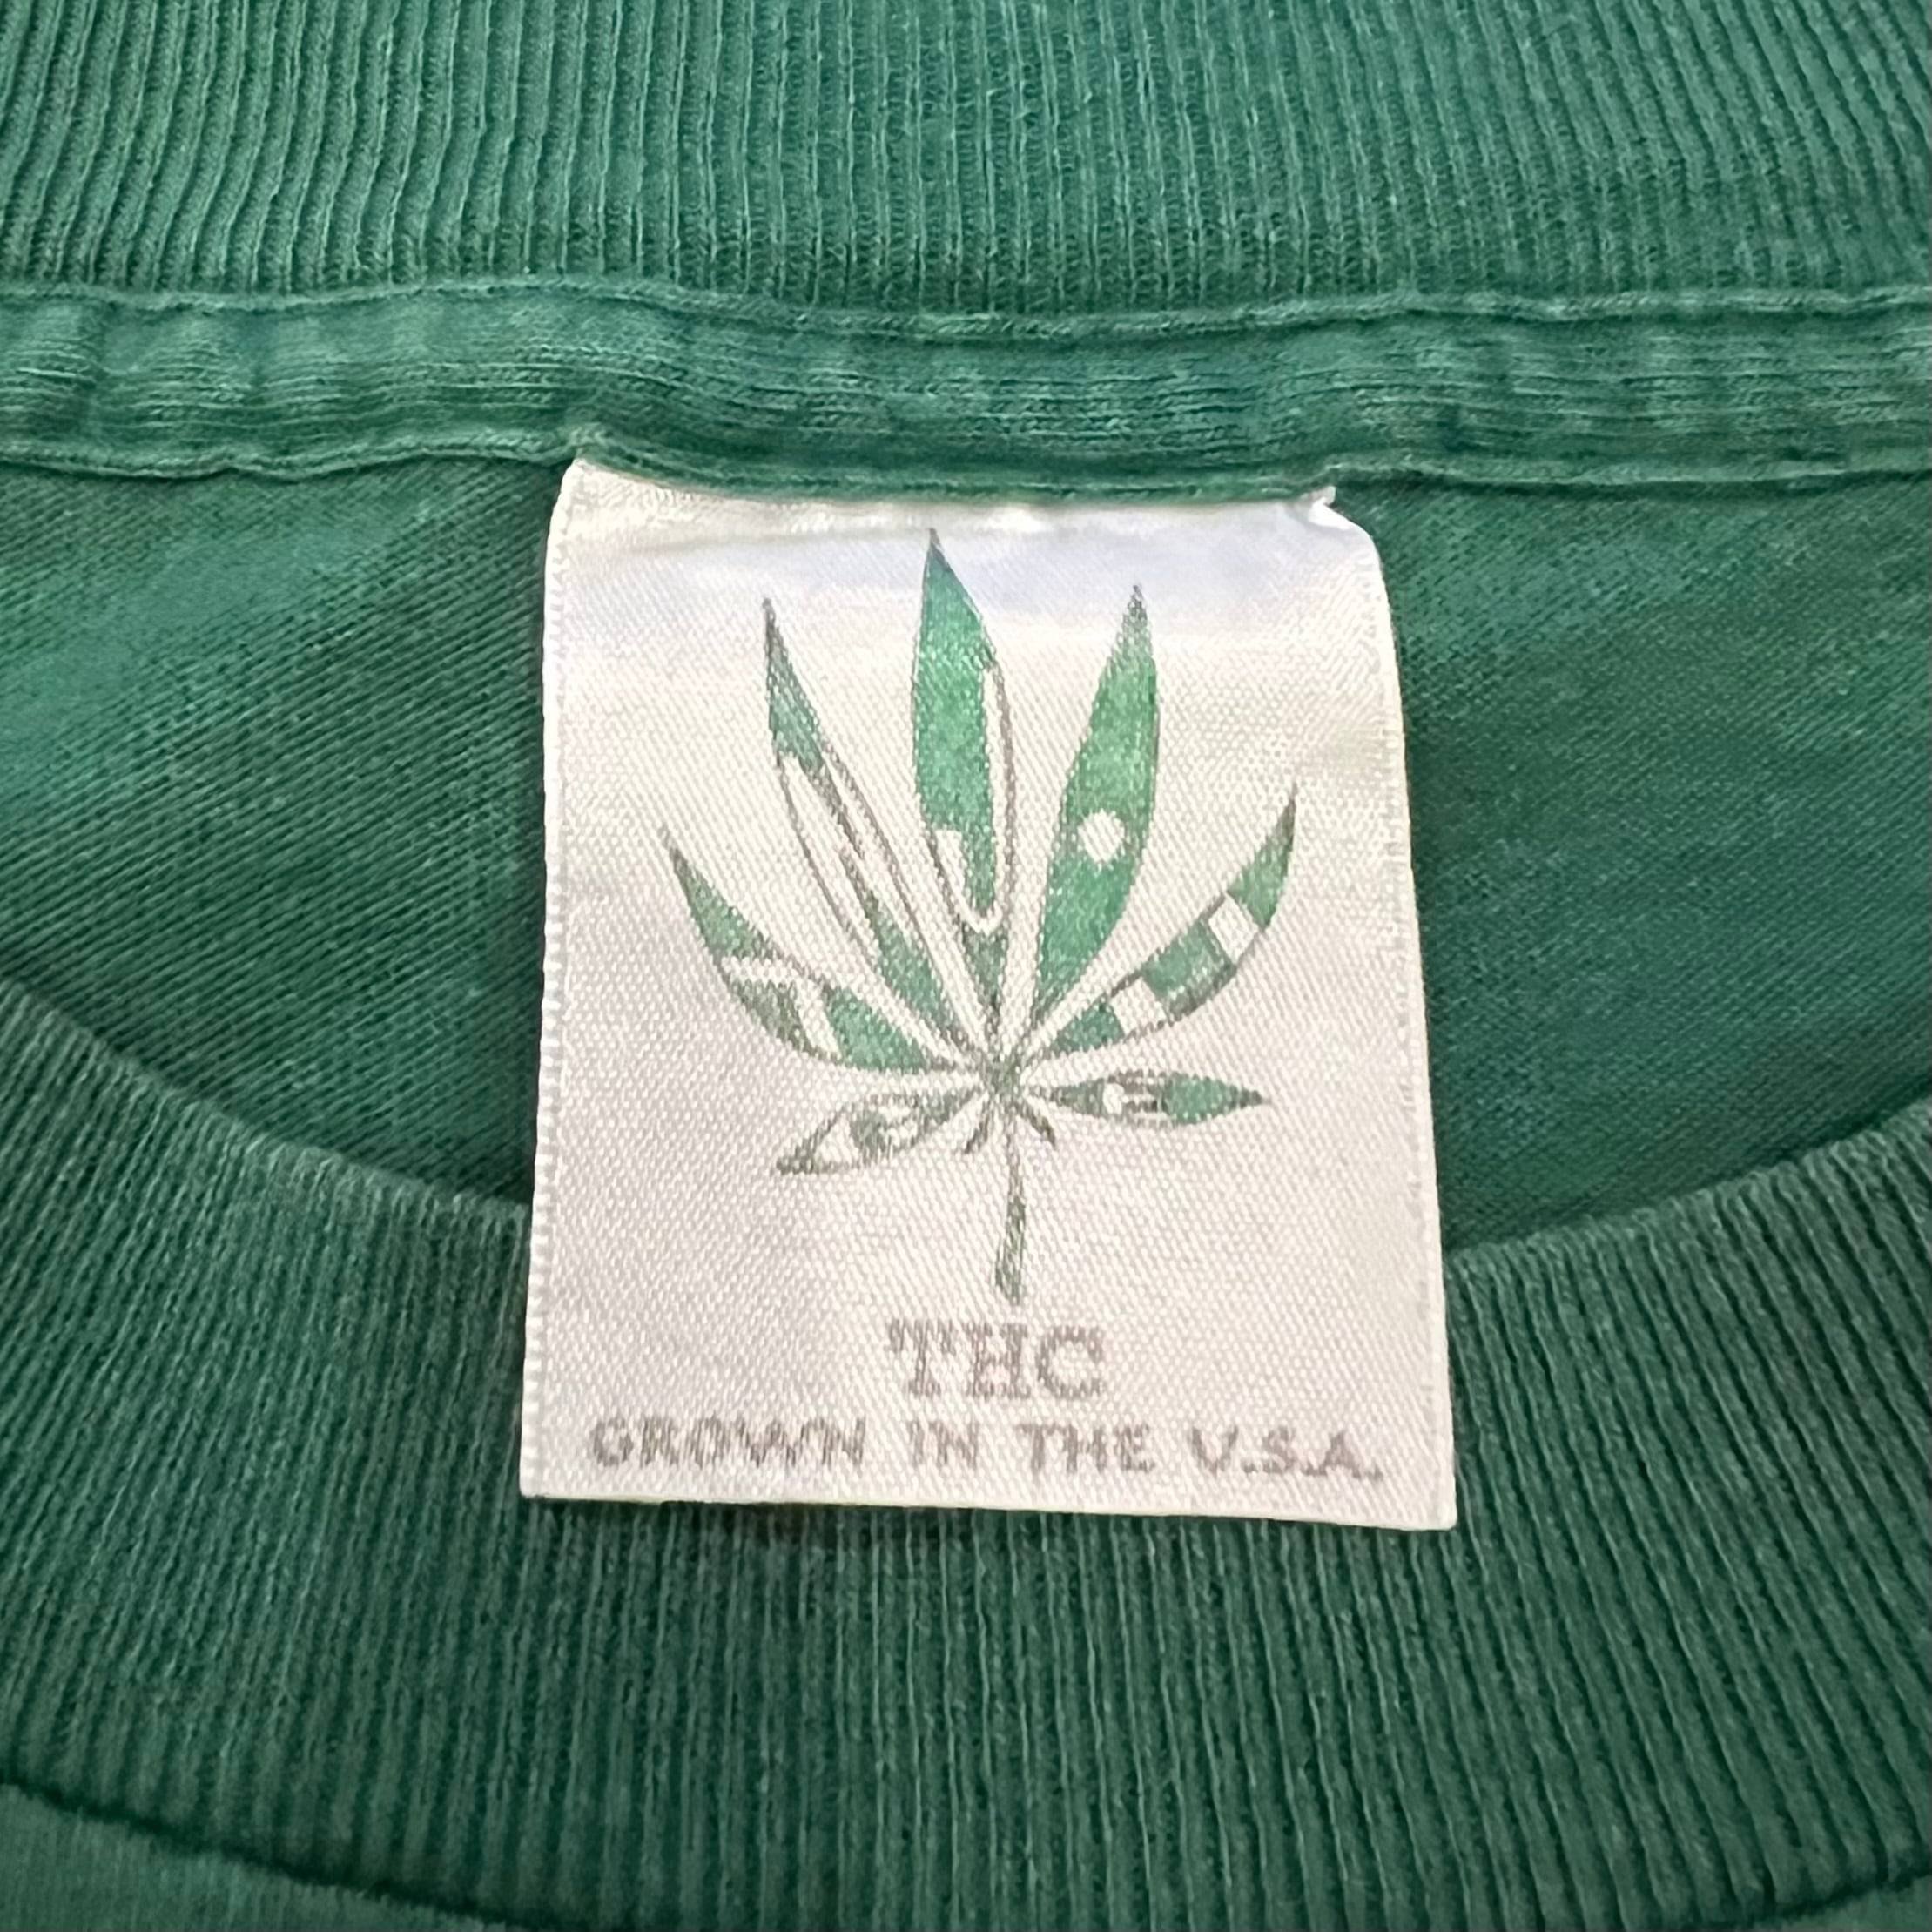 THC
GROWN IN THE U.S.A.